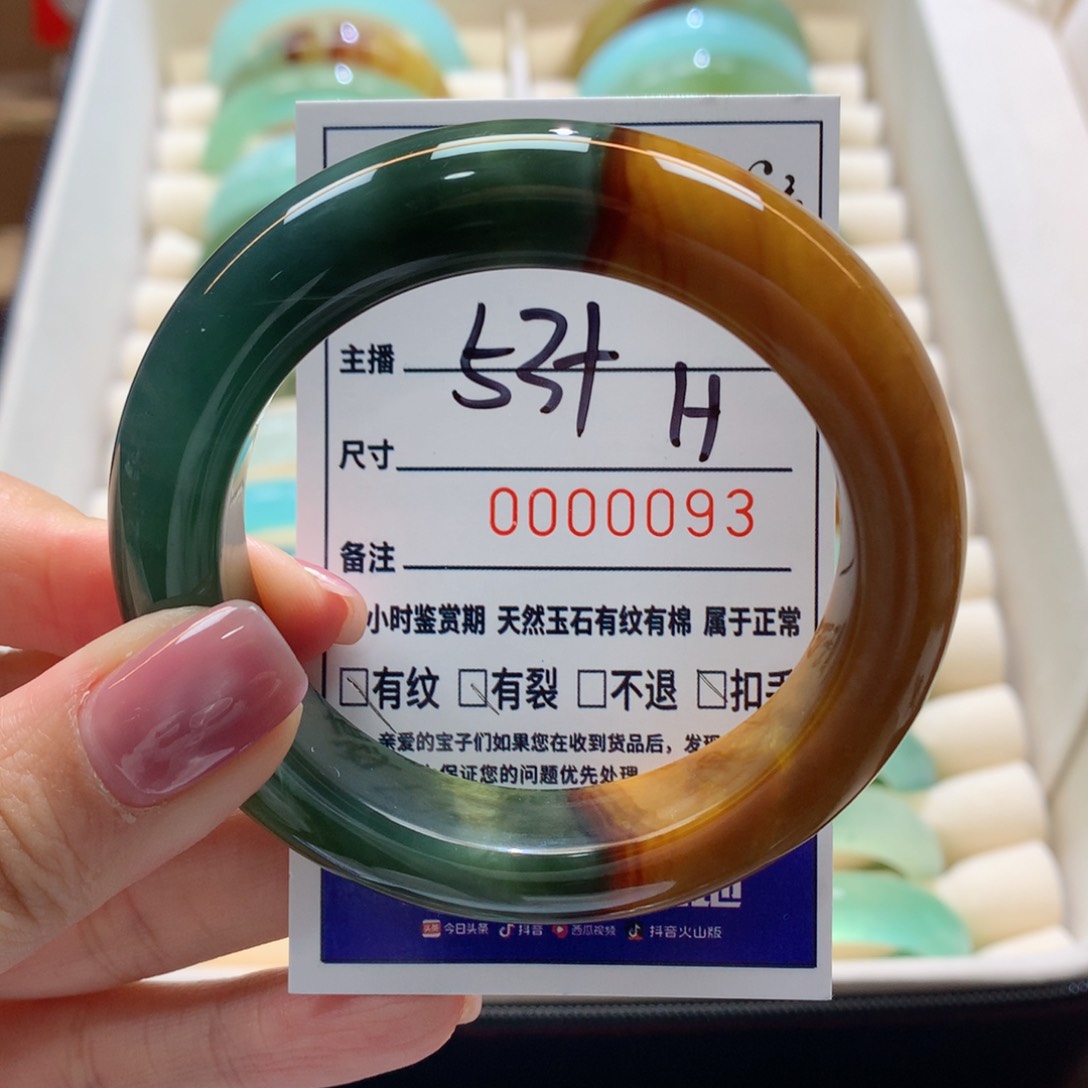 主播
尺寸
H
0000093
备注
小时鉴赏期 天然玉石有纹有棉 属于正常
□有纹 □有裂 □不退 □扣
亲爱的宝子们如果您在收到货品后，发现
保证您的问题优先处理
今日头条 抖音 西瓜视频 抖音火山版